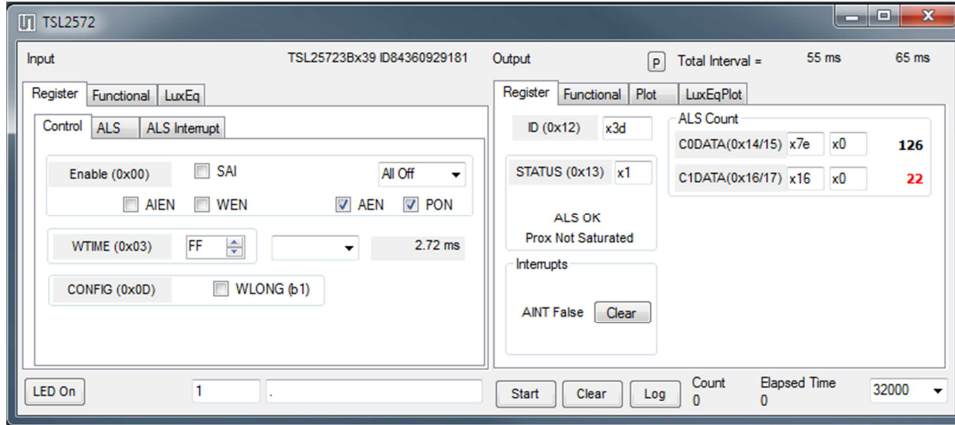 TSL2572
Input
TSL25723Bx39 ID84360929181
Register Functional LuxEq
Control ALS ALS Interrupt
Enable (0x00)
SAI
All Off
AIEN WEN AEN PON
WTIME (0x03) FF 2.72 ms
CONFIG (0x0D) WLONG (b1)
LED On 1 .
Output
P Total Interval = 55 ms 65 ms
Register Functional Plot LuxEqPlot
ID (0x12) x3d
STATUS (0x13) x1
ALS OK
Prox Not Saturated
Interrupts
AINT False Clear
ALS Count
C0DATA(0x14/15) x7e x0 126
C1DATA(0x16/17) x16 x0 22
Start Clear Log
Count
0
Elapsed Time
0
32000